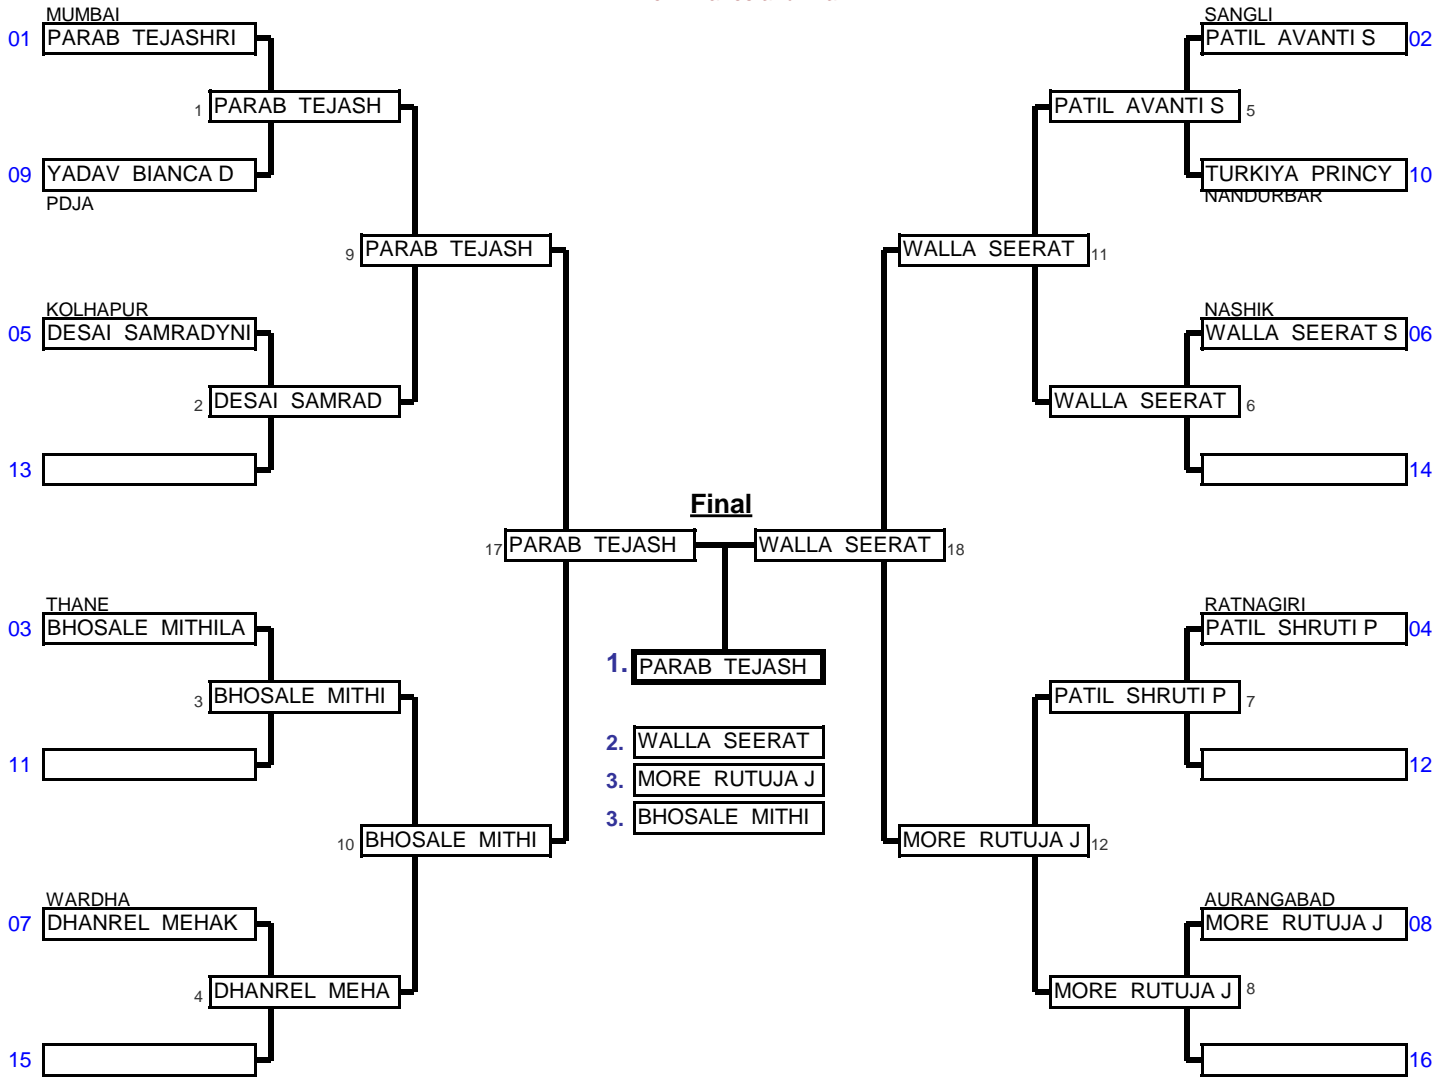 MUMBAI
01 PARAB TEJASHRI
1 PARAB TEJASH
09 YADAV BIANCA D
PDJA
9 PARAB TEJASH
KOLHAPUR
05 DESAI SAMRADYNI
2 DESAI SAMRAD
13
17 PARAB TEJASH
THANE
03 BHOSALE MITHILA
3 BHOSALE MITHI
11
10 BHOSALE MITHI
WARDHA
07 DHANREL MEHAK
4 DHANREL MEHA
15
Final
1. PARAB TEJASH
2. WALLA SEERAT
3. MORE RUTUJA J
3. BHOSALE MITHI
SANGLI
PATIL AVANTI S 02
PATIL AVANTI S 5
TURKIYA PRINCY 10
NANDURBAR
WALLA SEERAT 11
NASHIK
WALLA SEERAT S 06
WALLA SEERAT 6
14
WALLA SEERAT 18
RATNAGIRI
PATIL SHRUTI P 04
PATIL SHRUTI P 7
12
MORE RUTUJA J 12
AURANGABAD
MORE RUTUJA J 08
MORE RUTUJA J 8
16